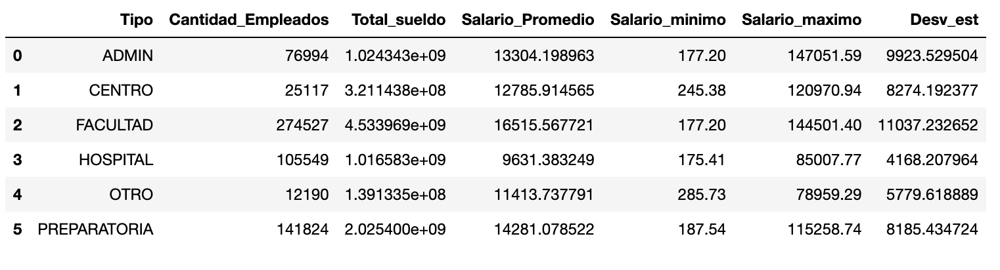 Tipo Cantidad_Empleados Total_sueldo Salario_Promedio Salario_minimo Salario_maximo Desv_est
0 ADMIN 76994 1.024343e+09 13304.198963 177.20 147051.59 9923.529504
1 CENTRO 25117 3.211438e+08 12785.914565 245.38 120970.94 8274.192377
2 FACULTAD 274527 4.533969e+09 16515.567721 177.20 144501.40 11037.232652
3 HOSPITAL 105549 1.016583e+09 9631.383249 175.41 85007.77 4168.207964
4 OTRO 12190 1.391335e+08 11413.737791 285.73 78959.29 5779.618889
5 PREPARATORIA 141824 2.025400e+09 14281.078522 187.54 115258.74 8185.434724